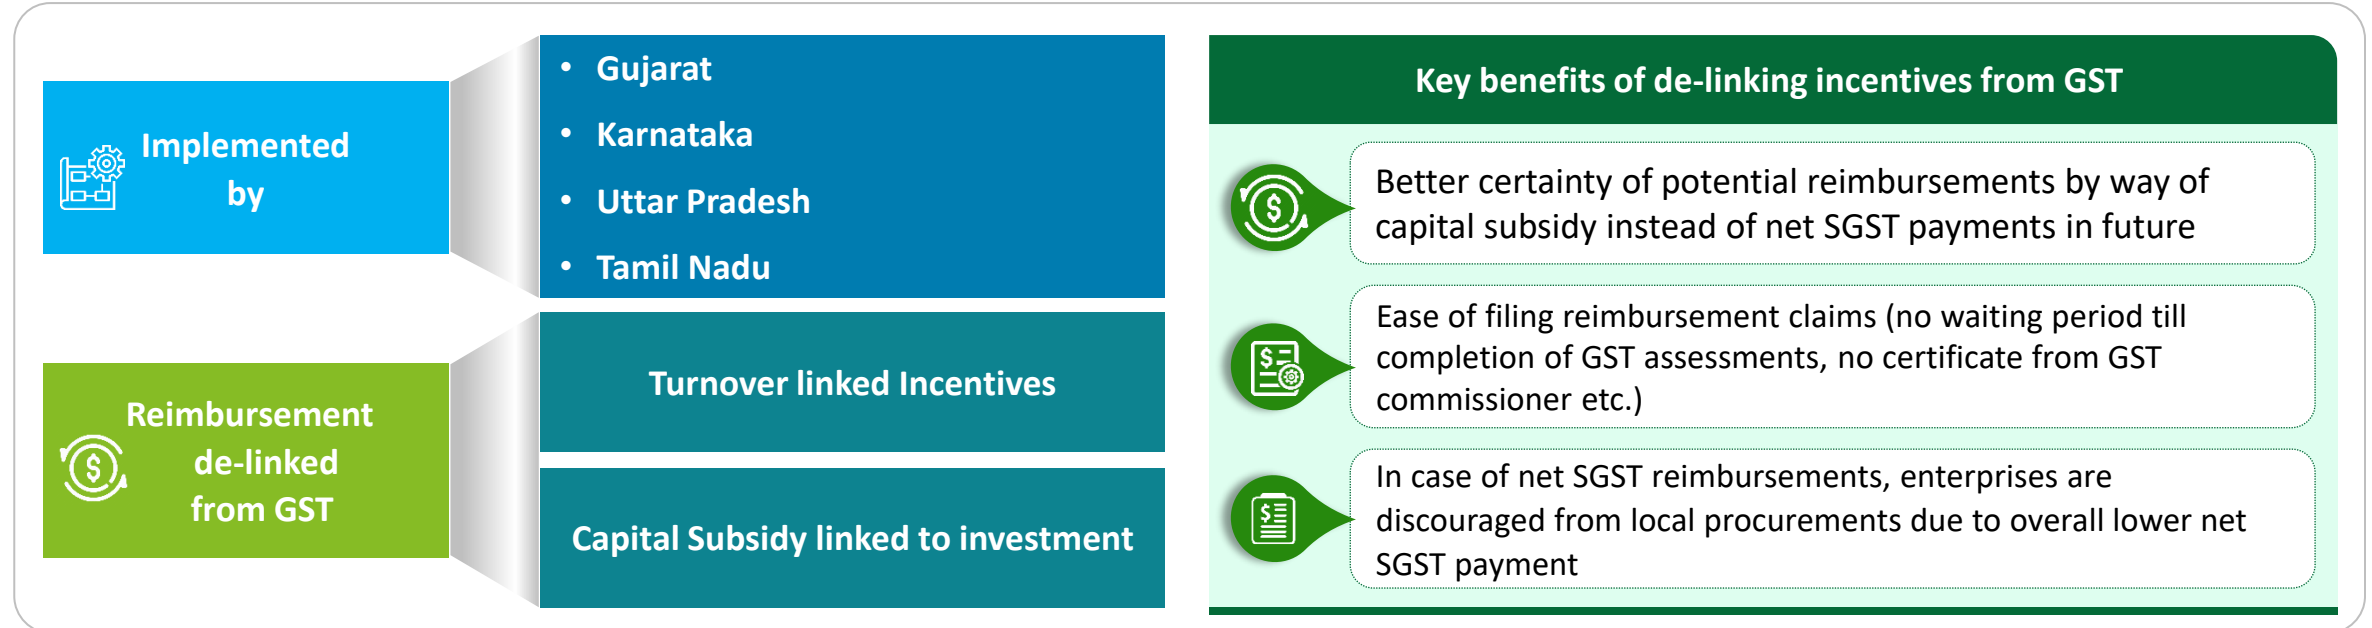 Implemented
by
• Gujarat
• Karnataka
• Uttar Pradesh
• Tamil Nadu
Reimbursement
de-linked
from GST
Turnover linked Incentives
Capital Subsidy linked to investment
Key benefits of de-linking incentives from GST
Better certainty of potential reimbursements by way of
capital subsidy instead of net SGST payments in future
Ease of filing reimbursement claims (no waiting period till
completion of GST assessments, no certificate from GST
commissioner etc.)
In case of net SGST reimbursements, enterprises are
discouraged from local procurements due to overall lower net
SGST payment